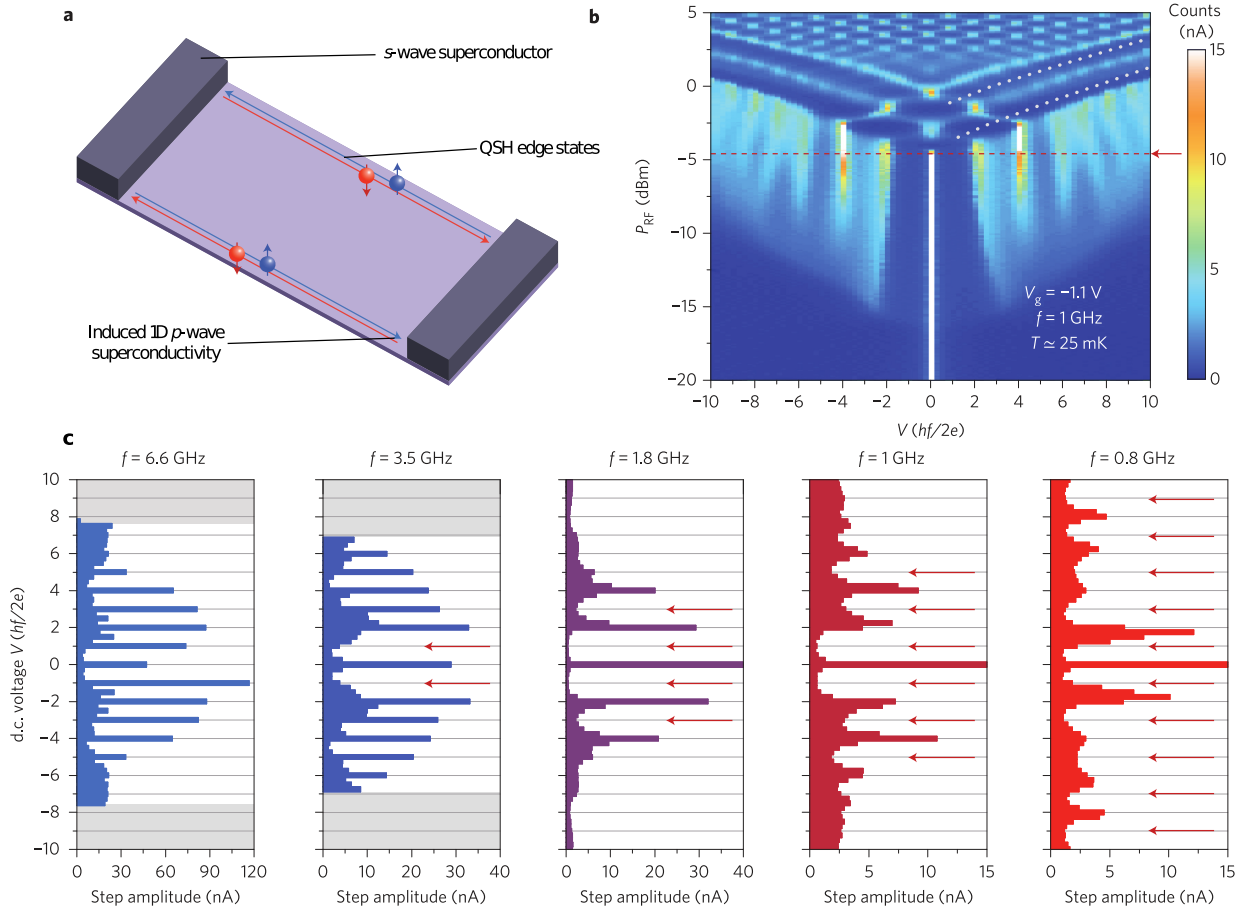 a
s-wave superconductor
QSH edge states
Induced 1D p-wave
superconductivity
b
Counts
(nA)
5
0
−5
−10
−15
−20
P_RF (dBm)
V_g = −1.1 V
f = 1 GHz
T ≃ 25 mK
−10 −8 −6 −4 −2 0 2 4 6 8 10
V (hf/2e)
15
10
5
0
c
f = 6.6 GHz
f = 3.5 GHz
f = 1.8 GHz
f = 1 GHz
f = 0.8 GHz
d.c. voltage V (hf/2e)
10
8
6
4
2
0
−2
−4
−6
−8
−10
0 30 60 90 120
0 10 20 30 40
0 10 20 30 40
0 5 10 15
0 5 10 15
Step amplitude (nA)
Step amplitude (nA)
Step amplitude (nA)
Step amplitude (nA)
Step amplitude (nA)